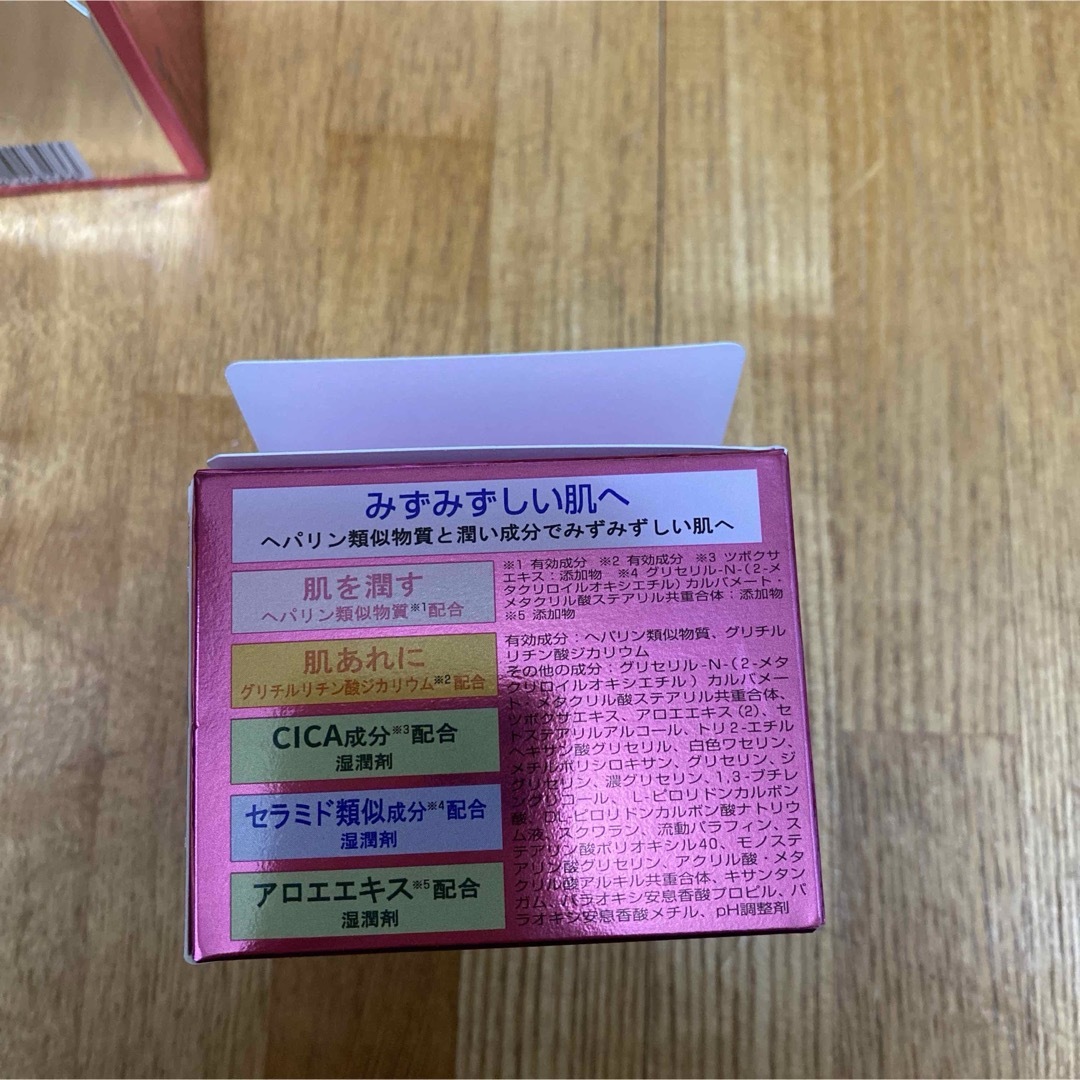 みずみずしい肌へ
ヘパリン類似物質と潤い成分でみずみずしい肌へ
肌を潤す
ヘパリン類似物質※1配合
肌あれに
グリチルリチン酸ジカリウム※2配合
CICA成分※3配合
湿潤剤
セラミド類似成分※4配合
湿潤剤
アロエエキス※5配合
湿潤剤
※1 有効成分 ※2 有効成分 ※3 ツボクサ
エキス：添加物 ※4 グリセリル-N-(2-メ
タクリロイルオキシエチル)カルバメート・
メタクリル酸ステアリル共重合体：添加物
※5 添加物
有効成分：ヘパリン類似物質、グリチル
リチン酸ジカリウム
その他の成分：グリセリル-N-(2-メタ
クリロイルオキシエチル)カルバメー
ト・メタクリル酸ステアリル共重合体、
ツボクサエキス、アロエエキス(2)、セ
トステアリルアルコール、トリ2-エチル
ヘキサン酸グリセリル、白色ワセリン、
メチルポリシロキサン、グリセリン、ジ
グリセリン、濃グリセリン、1,3-ブチレ
ングリコール、L-ピロリドンカルボン
酸、DL-ピロリドンカルボン酸ナトリウ
ム液、スクワラン、流動パラフィン、ス
テアリン酸ポリオキシル40、モノステ
アリン酸グリセリン、アクリル酸・メタ
クリル酸アルキル共重合体、キサンタン
ガム、パラオキシ安息香酸プロピル、パ
ラオキシ安息香酸メチル、pH調整剤